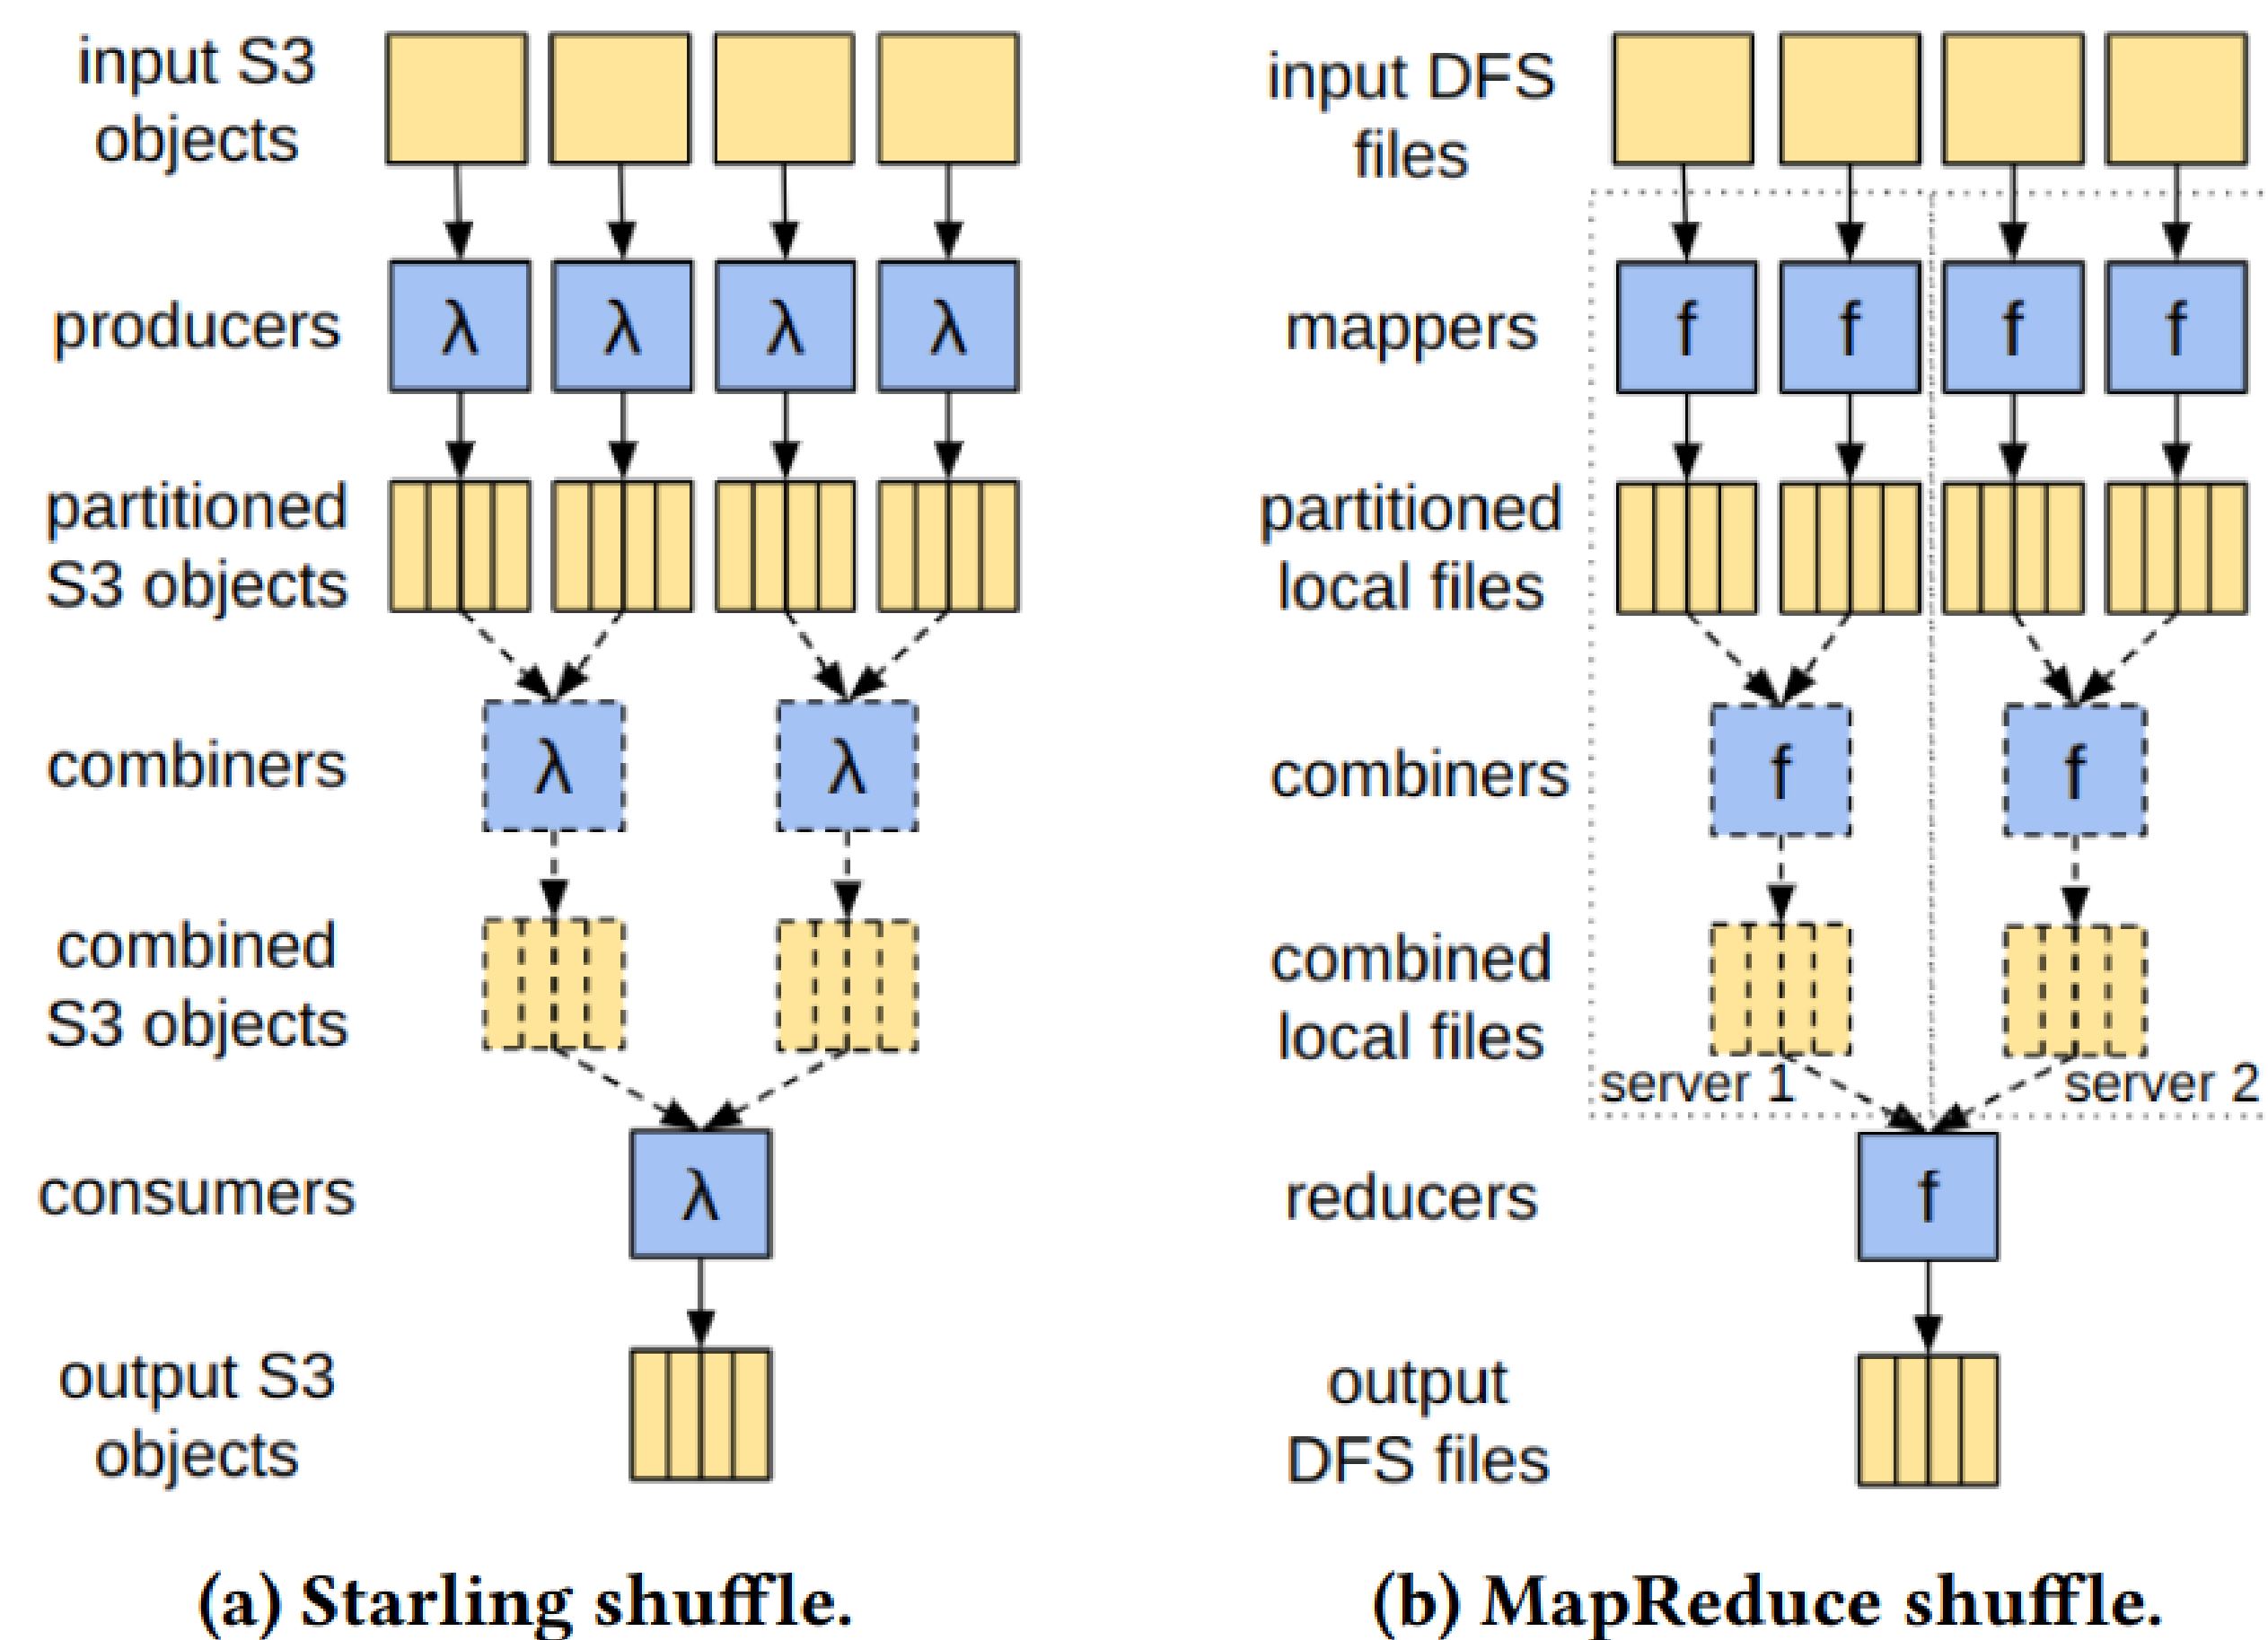 input S3
objects
producers
λ λ λ λ
partitioned
S3 objects
combiners
λ λ
combined
S3 objects
consumers
λ
output S3
objects
(a) Starling shuffle.
input DFS
files
mappers
f f f f
partitioned
local files
combiners
f f
combined
local files
server 1
server 2
reducers
f
output
DFS files
(b) MapReduce shuffle.